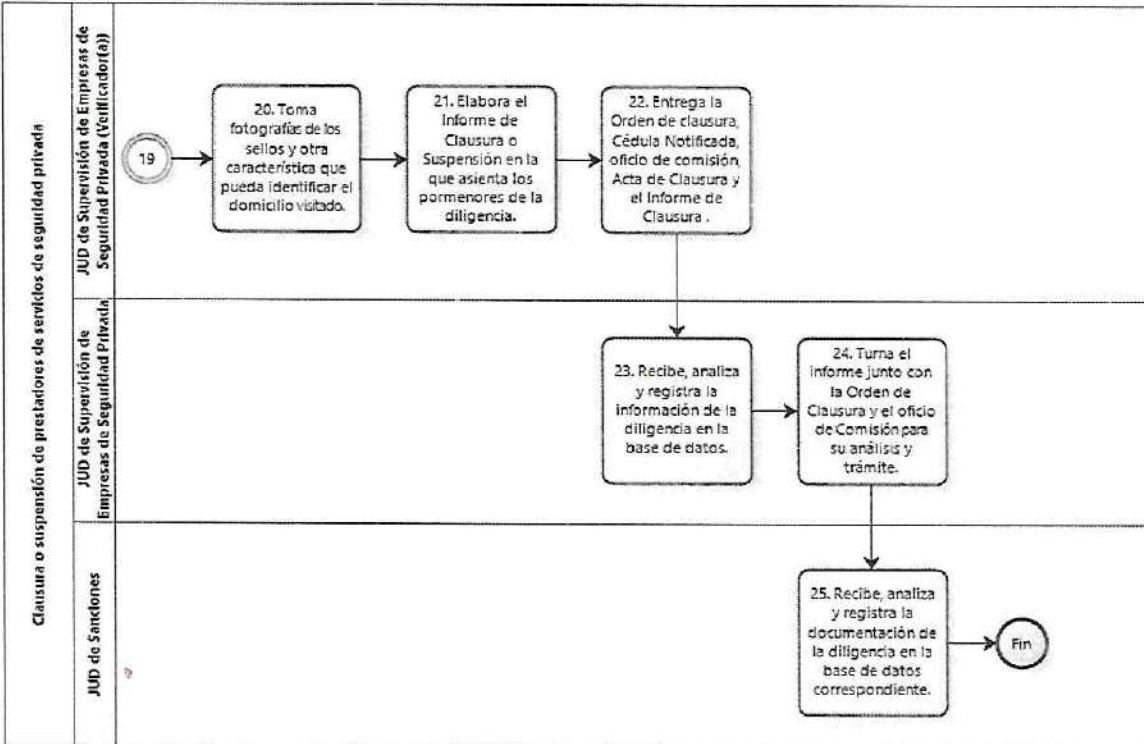 Clausura o suspensión de prestadores de servicios de seguridad privada
JUD de Supervisión de Empresas de
Seguridad Privada (Verificador(a))
19
20. Toma
fotografías de los
sellos y otra
característica que
pueda identificar el
domicilio visitado.
21. Elabora el
Informe de
Clausura o
Suspensión en la
que asienta los
pormenores de la
diligencia.
22. Entrega la
Orden de clausura,
Cédula Notificada,
oficio de comisión,
Acta de Clausura y
el Informe de
Clausura .
JUD de Supervisión de
Empresas de Seguridad Privada
23. Recibe, analiza
y registra la
información de la
diligencia en la
base de datos.
24. Turna el
informe junto con
la Orden de
Clausura y el oficio
de Comisión para
su análisis y
trámite.
JUD de Sanciones
25. Recibe, analiza
y registra la
documentación de
la diligencia en la
base de datos
correspondiente.
Fin